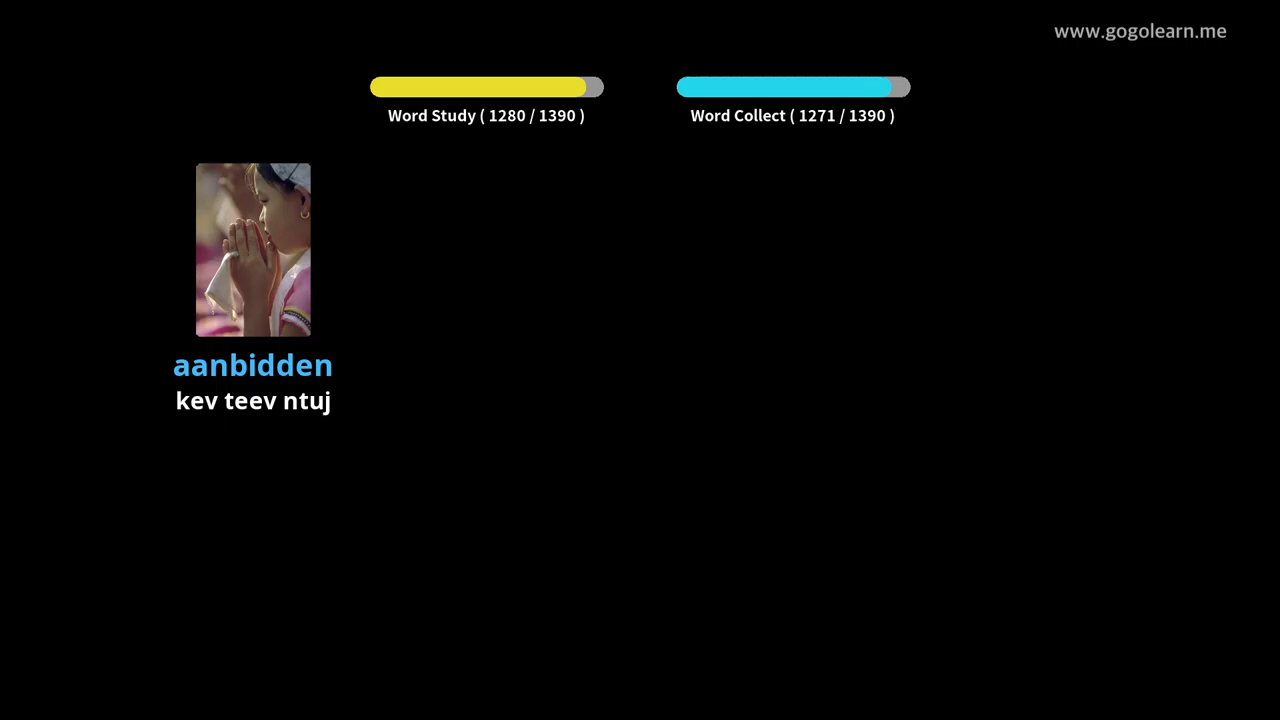 www.gogolearn.me
Word Study ( 1280 / 1390 )
Word Collect ( 1271 / 1390 )
aanbidden
kev teev ntuj